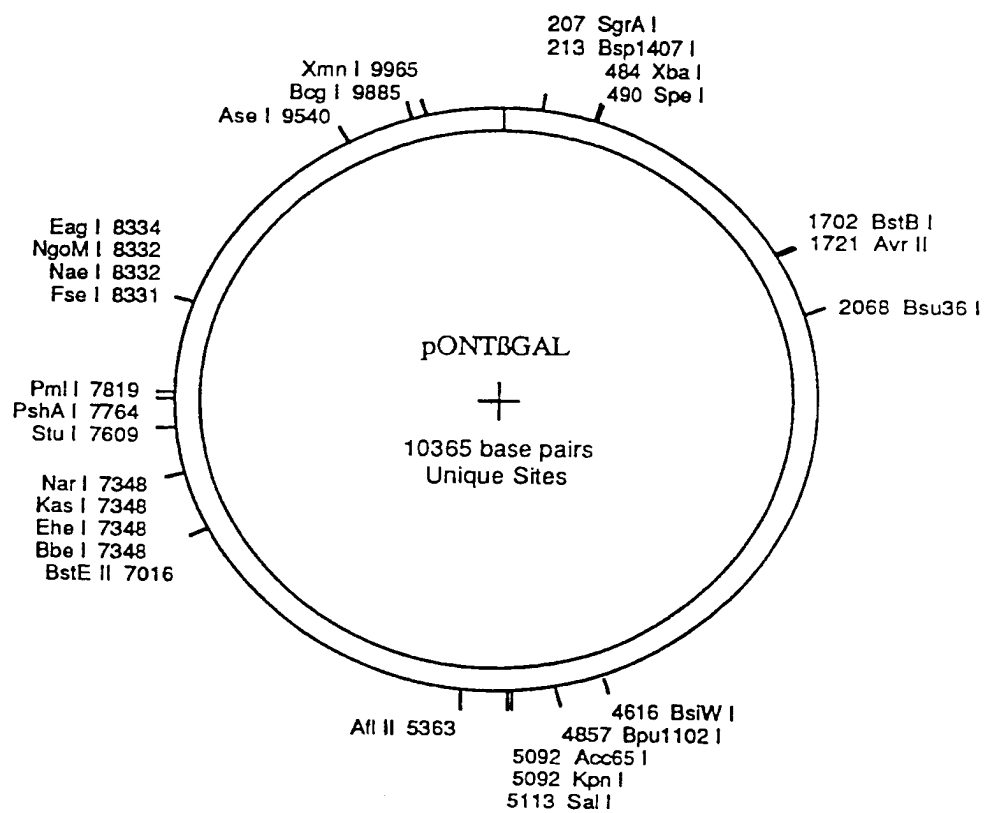 207 SgrA I
213 Bsp1407 I
484 Xba I
490 Spe I
1702 BstB I
1721 Avr II
2068 Bsu36 I
4616 BsiW I
4857 Bpu1102 I
5092 Acc65 I
5092 Kpn I
5113 Sal I
Afl II 5363
BstE II 7016
Bbe I 7348
Ehe I 7348
Kas I 7348
Nar I 7348
Stu I 7609
PshA I 7764
Pml I 7819
Fse I 8331
Nae I 8332
NgoM I 8332
Eag I 8334
Ase I 9540
Bcg I 9885
Xmn I 9965
pONTßGAL
10365 base pairs
Unique Sites